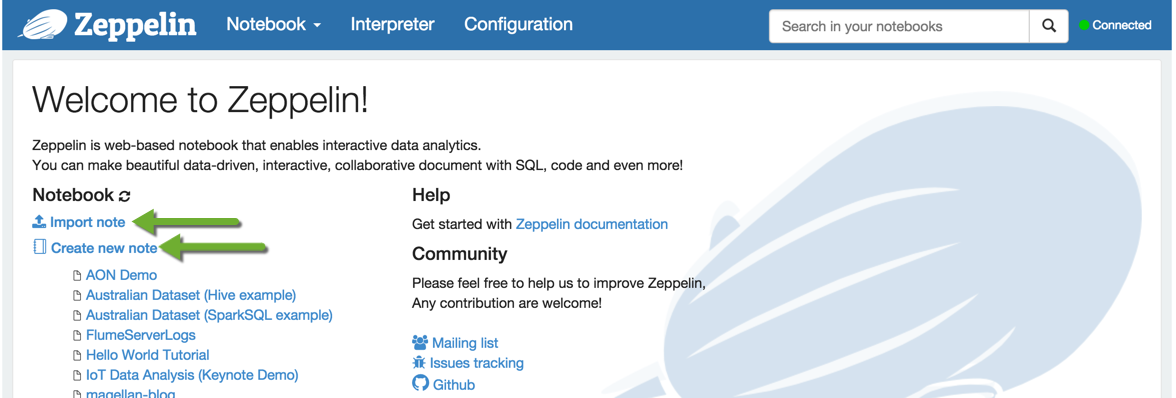 Zeppelin Notebook Interpreter Configuration Search in your notebooks Connected
Welcome to Zeppelin!
Zeppelin is web-based notebook that enables interactive data analytics.
You can make beautiful data-driven, interactive, collaborative document with SQL, code and even more!
Notebook
Import note
Create new note
AON Demo
Australian Dataset (Hive example)
Australian Dataset (SparkSQL example)
FlumeServerLogs
Hello World Tutorial
IoT Data Analysis (Keynote Demo)
magellan-blog
Help
Get started with Zeppelin documentation
Community
Please feel free to help us to improve Zeppelin,
Any contribution are welcome!
Mailing list
Issues tracking
Github